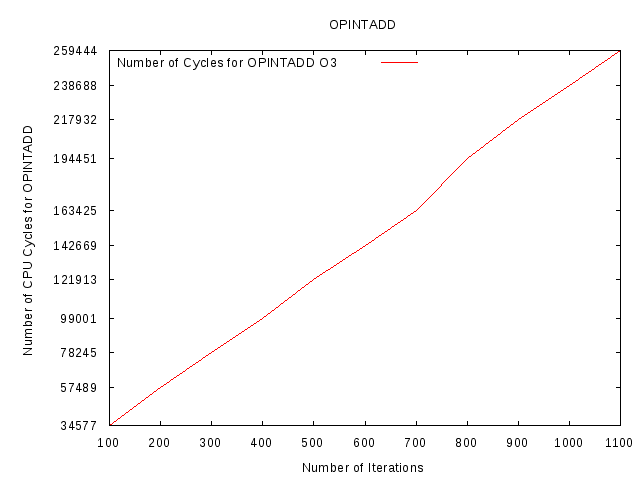 OPINTADD
Number of Cycles for OPINTADD O3
Number of CPU Cycles for OPINTADD
259444
238688
217932
194451
163425
142669
121913
99001
78245
57489
34577
100 200 300 400 500 600 700 800 900 1000 1100
Number of Iterations